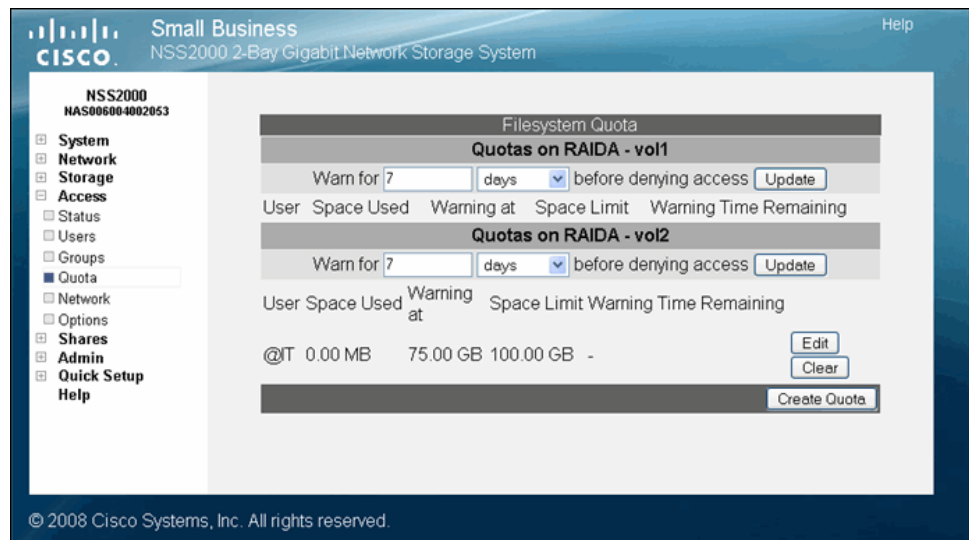 Small Business
Help
CISCO
NSS2000 2-Bay Gigabit Network Storage System
NSS2000
NAS006004002053
System
Network
Storage
Access
Status
Users
Groups
Quota
Network
Options
Shares
Admin
Quick Setup
Help
Filesystem Quota
Quotas on RAIDA - vol1
Warn for 7 days before denying access Update
User Space Used Warning at Space Limit Warning Time Remaining
Quotas on RAIDA - vol2
Warn for 7 days before denying access Update
User Space Used Warning at Space Limit Warning Time Remaining
@IT 0.00 MB 75.00 GB 100.00 GB - Edit
Clear
Create Quota
© 2008 Cisco Systems, Inc. All rights reserved.